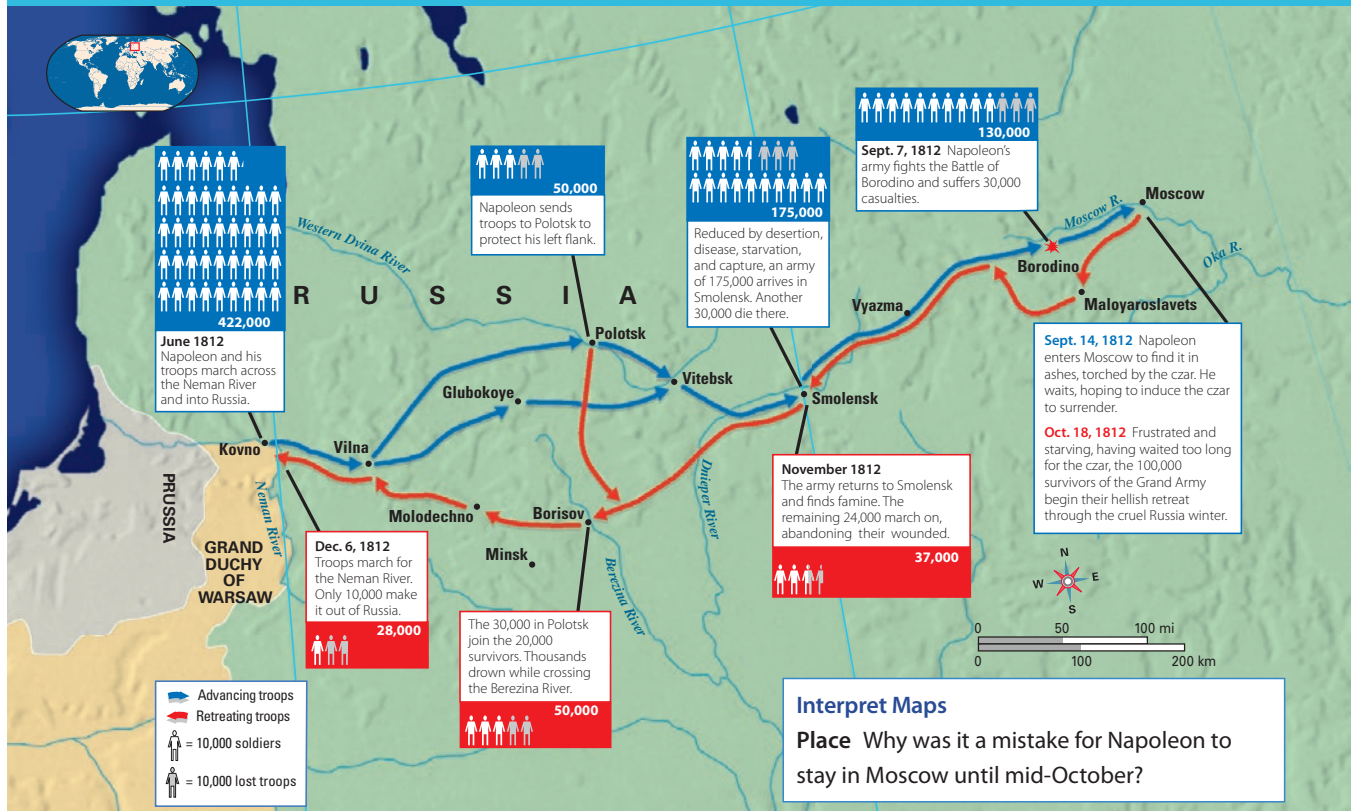 422,000
June 1812
Napoleon and his
troops march across
the Neman River
and into Russia.
50,000
Napoleon sends
troops to Polotsk to
protect his left flank.
175,000
Reduced by desertion,
disease, starvation,
and capture, an army
of 175,000 arrives in
Smolensk. Another
30,000 die there.
130,000
Sept. 7, 1812 Napoleon's
army fights the Battle of
Borodino and suffers 30,000
casualties.
Western Dvina River
RUSSIA
Moscow
Moscow R.
Oka R.
Borodino
Maloyaroslavets
Vyazma
Polotsk
Vitebsk
Glubokoye
Smolensk
Kovno
Vilna
Molodechno
Borisov
Minsk
Neman River
Berezina River
Dnieper River
PRUSSIA
GRAND
DUCHY
OF
WARSAW
Sept. 14, 1812 Napoleon
enters Moscow to find it in
ashes, torched by the czar. He
waits, hoping to induce the czar
to surrender.
Oct. 18, 1812 Frustrated and
starving, having waited too long
for the czar, the 100,000
survivors of the Grand Army
begin their hellish retreat
through the cruel Russia winter.
November 1812
The army returns to Smolensk
and finds famine. The
remaining 24,000 march on,
abandoning their wounded.
37,000
The 30,000 in Polotsk
join the 20,000
survivors. Thousands
drown while crossing
the Berezina River.
50,000
Dec. 6, 1812
Troops march for
the Neman River.
Only 10,000 make
it out of Russia.
28,000
Advancing troops
Retreating troops
= 10,000 soldiers
= 10,000 lost troops
N
W E
S
0 50 100 mi
0 100 200 km
Interpret Maps
Place Why was it a mistake for Napoleon to
stay in Moscow until mid-October?